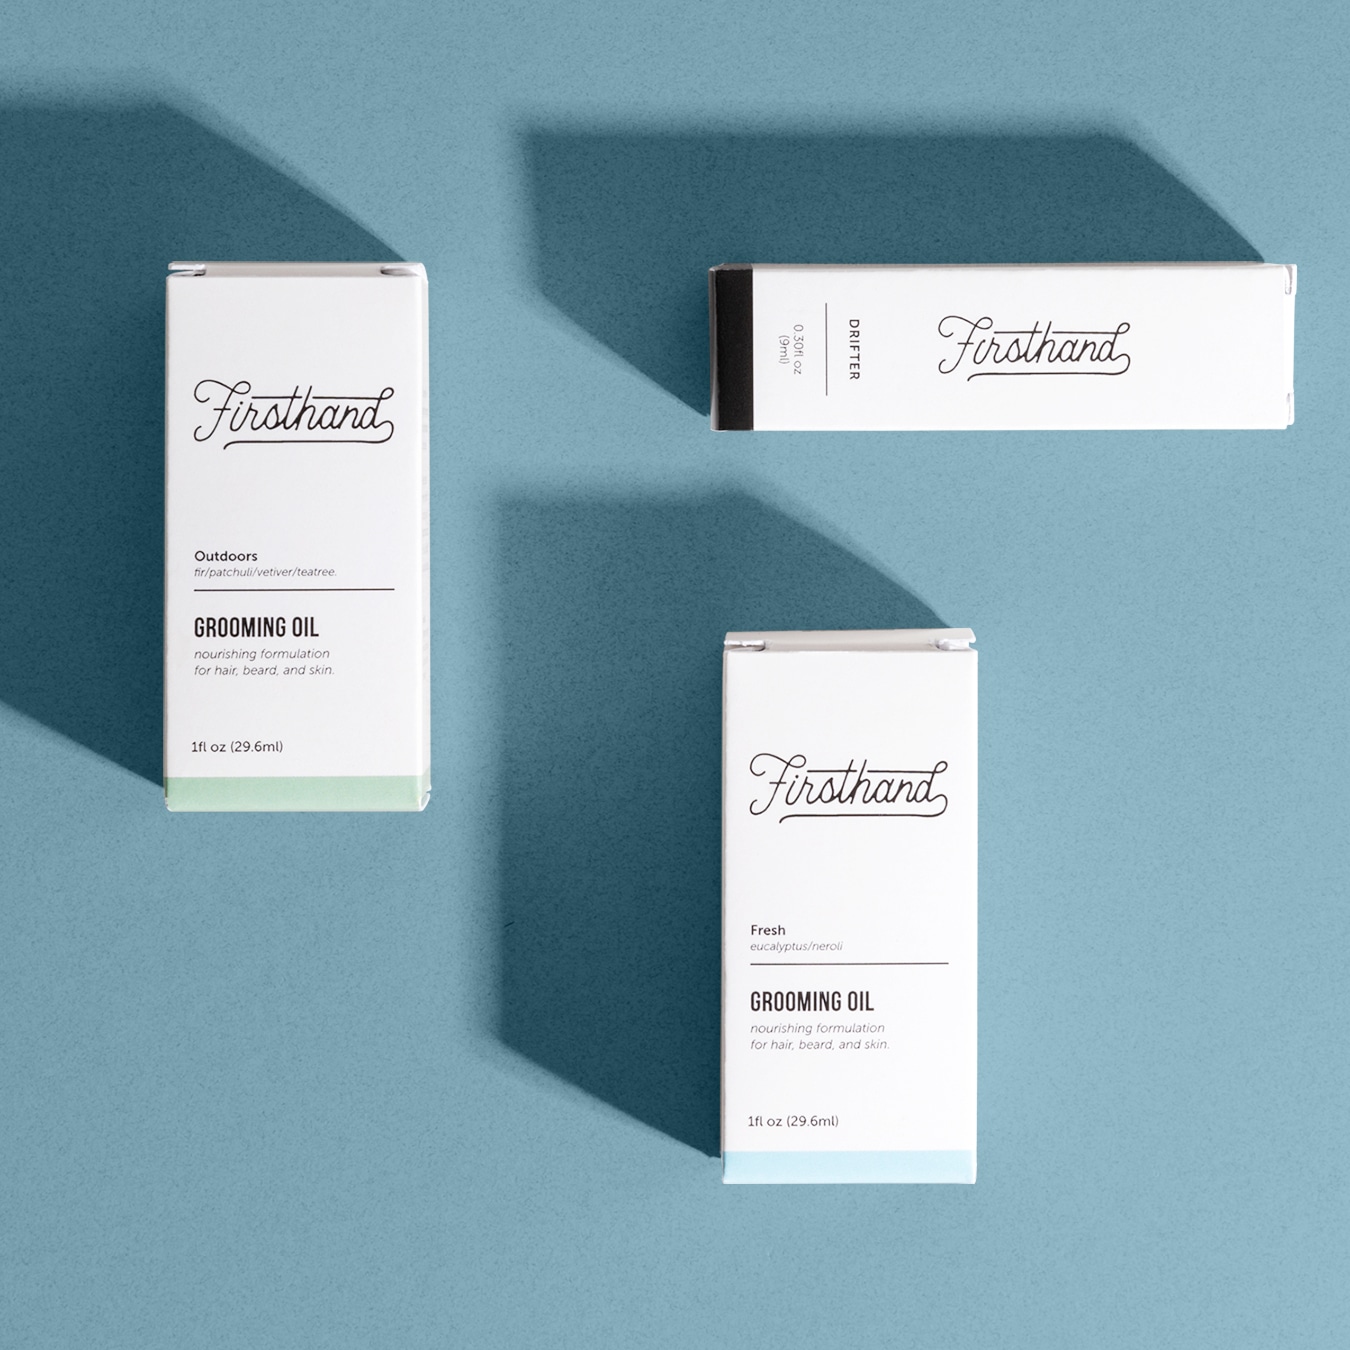 Firsthand
Outdoors
fir/patchuli/vetiver/teatree.
GROOMING OIL
nourishing formulation
for hair, beard, and skin.
1fl oz (29.6ml)
Firsthand
DRIFTER
0.30fl oz
(9ml)
Firsthand
Fresh
eucalyptus/neroli
GROOMING OIL
nourishing formulation
for hair, beard, and skin.
1fl oz (29.6ml)